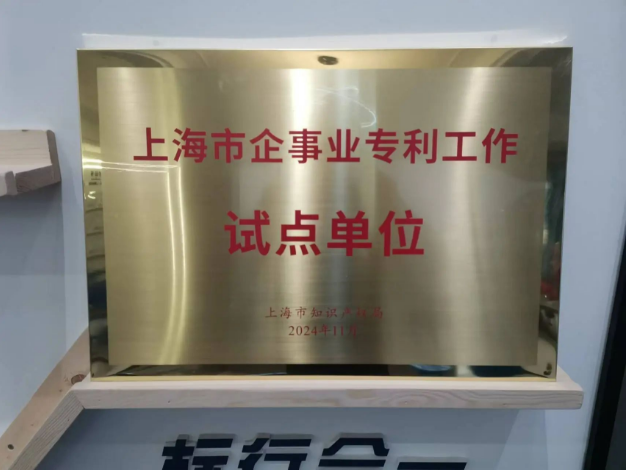 上海市企事业专利工作
试点单位
上海市知识产权局
2024年11月